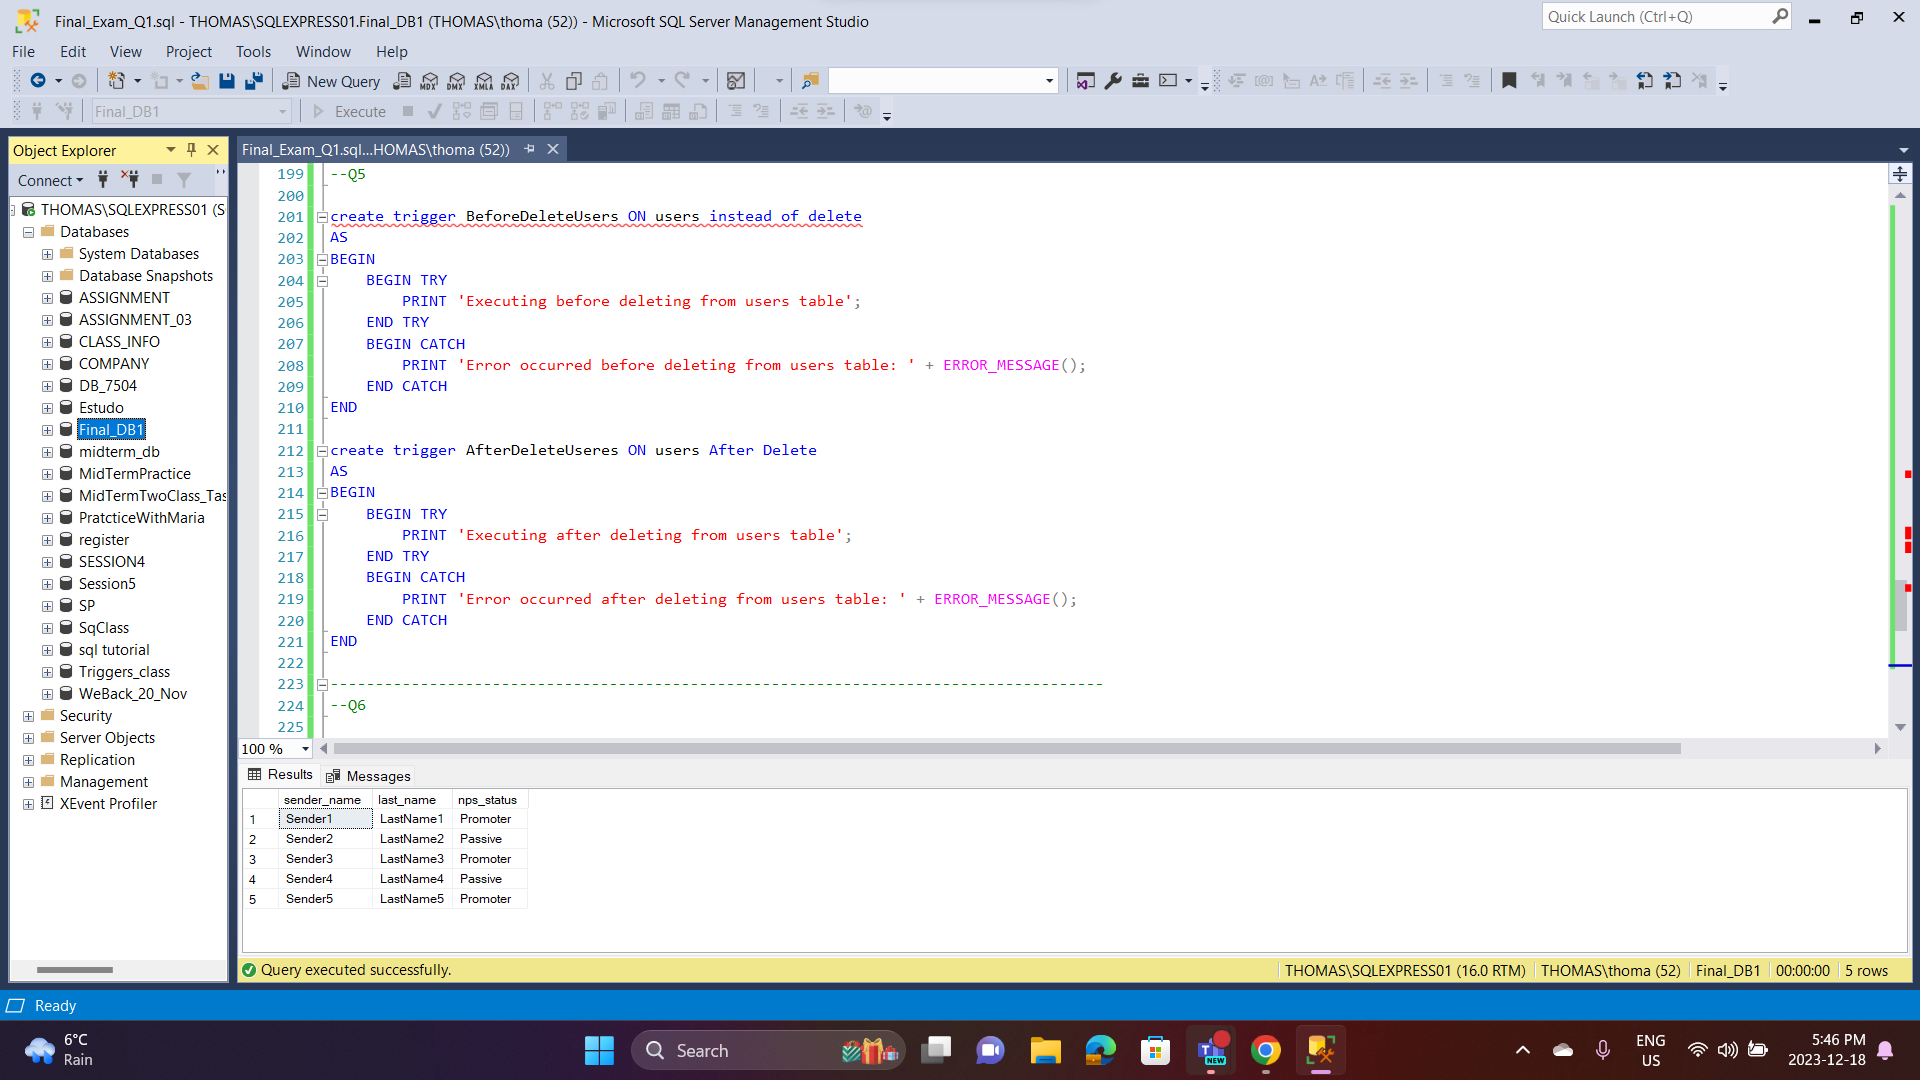 Final_Exam_Q1.sql - THOMAS\SQLEXPRESS01.Final_DB1 (THOMAS\thoma (52)) - Microsoft SQL Server Management Studio
Quick Launch (Ctrl+Q)
File Edit View Project Tools Window Help
New Query MDX DMX XMLA DAX
Final_DB1 Execute
Object Explorer
Connect
THOMAS\SQLEXPRESS01 (S
Databases
System Databases
Database Snapshots
ASSIGNMENT
ASSIGNMENT_03
CLASS_INFO
COMPANY
DB_7504
Estudo
Final_DB1
midterm_db
MidTermPractice
MidTermTwoClass_Tas
PratcticeWithMaria
register
SESSION4
Session5
SP
SqClass
sql tutorial
Triggers_class
WeBack_20_Nov
Security
Server Objects
Replication
Management
XEvent Profiler
Final_Exam_Q1.sql...HOMAS\thoma (52))
199 --Q5
200
201 create trigger BeforeDeleteUsers ON users instead of delete
202 AS
203 BEGIN
204 BEGIN TRY
205 PRINT 'Executing before deleting from users table';
206 END TRY
207 BEGIN CATCH
208 PRINT 'Error occurred before deleting from users table: ' + ERROR_MESSAGE();
209 END CATCH
210 END
211
212 create trigger AfterDeleteUseres ON users After Delete
213 AS
214 BEGIN
215 BEGIN TRY
216 PRINT 'Executing after deleting from users table';
217 END TRY
218 BEGIN CATCH
219 PRINT 'Error occurred after deleting from users table: ' + ERROR_MESSAGE();
220 END CATCH
221 END
222
223 --------------------------------------------------------------------------------------
224 --Q6
225
100 %
Results Messages
sender_name last_name nps_status
1 Sender1 LastName1 Promoter
2 Sender2 LastName2 Passive
3 Sender3 LastName3 Promoter
4 Sender4 LastName4 Passive
5 Sender5 LastName5 Promoter
Query executed successfully. THOMAS\SQLEXPRESS01 (16.0 RTM) THOMAS\thoma (52) Final_DB1 00:00:00 5 rows
Ready
6°C
Rain
Search
NEW
ENG
US
5:46 PM
2023-12-18